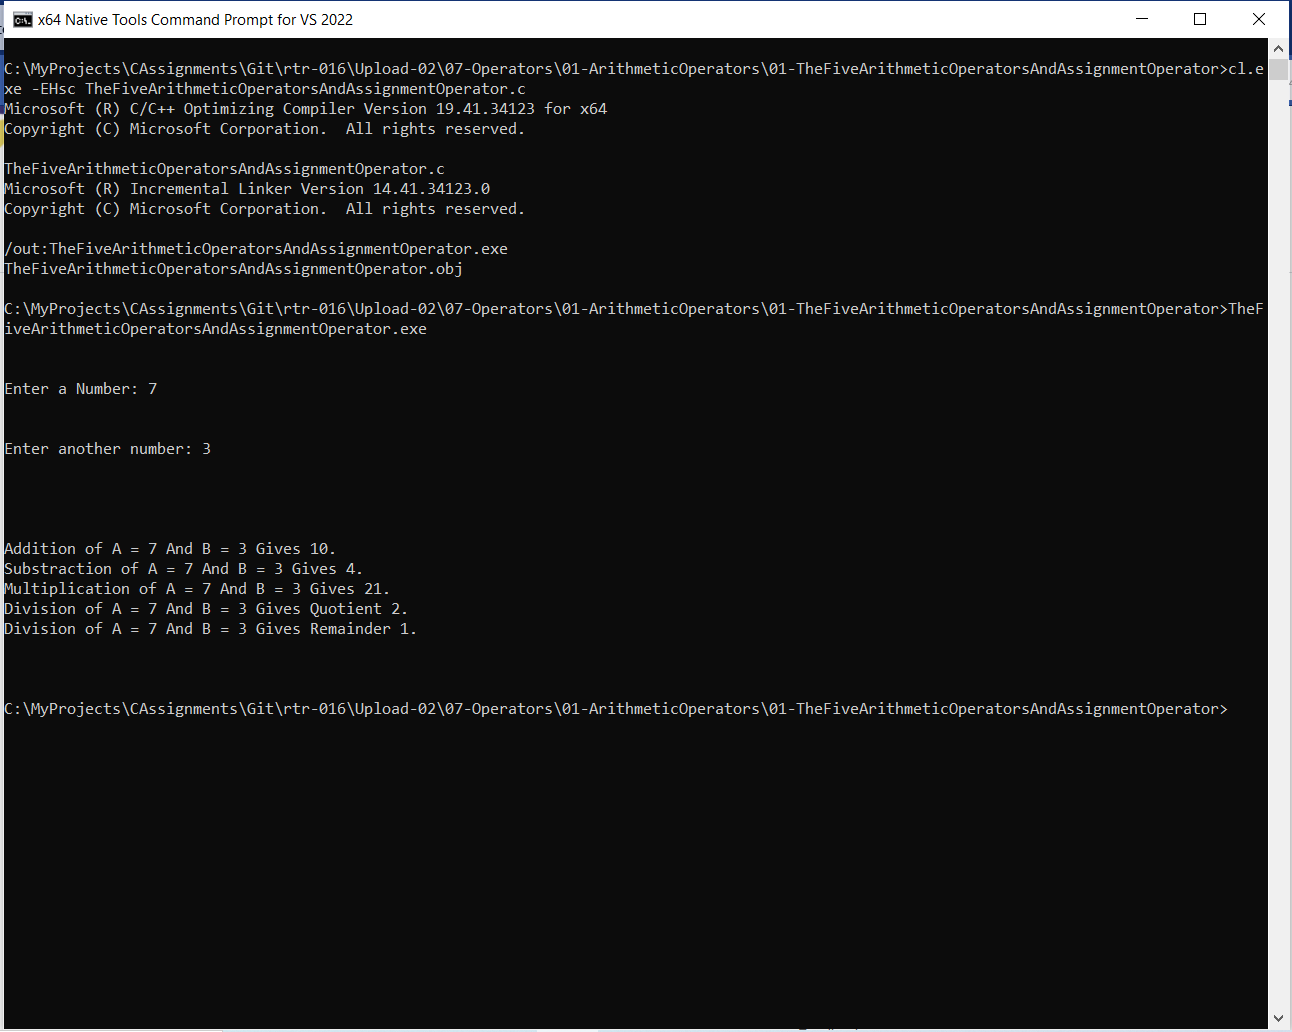 x64 Native Tools Command Prompt for VS 2022
C:\MyProjects\CAssignments\Git\rtr-016\Upload-02\07-Operators\01-ArithmeticOperators\01-TheFiveArithmeticOperatorsAndAssignmentOperator>cl.e
xe -EHsc TheFiveArithmeticOperatorsAndAssignmentOperator.c
Microsoft (R) C/C++ Optimizing Compiler Version 19.41.34123 for x64
Copyright (C) Microsoft Corporation.  All rights reserved.
TheFiveArithmeticOperatorsAndAssignmentOperator.c
Microsoft (R) Incremental Linker Version 14.41.34123.0
Copyright (C) Microsoft Corporation.  All rights reserved.
/out:TheFiveArithmeticOperatorsAndAssignmentOperator.exe
TheFiveArithmeticOperatorsAndAssignmentOperator.obj
C:\MyProjects\CAssignments\Git\rtr-016\Upload-02\07-Operators\01-ArithmeticOperators\01-TheFiveArithmeticOperatorsAndAssignmentOperator>TheF
iveArithmeticOperatorsAndAssignmentOperator.exe
Enter a Number: 7
Enter another number: 3
Addition of A = 7 And B = 3 Gives 10.
Substraction of A = 7 And B = 3 Gives 4.
Multiplication of A = 7 And B = 3 Gives 21.
Division of A = 7 And B = 3 Gives Quotient 2.
Division of A = 7 And B = 3 Gives Remainder 1.
C:\MyProjects\CAssignments\Git\rtr-016\Upload-02\07-Operators\01-ArithmeticOperators\01-TheFiveArithmeticOperatorsAndAssignmentOperator>